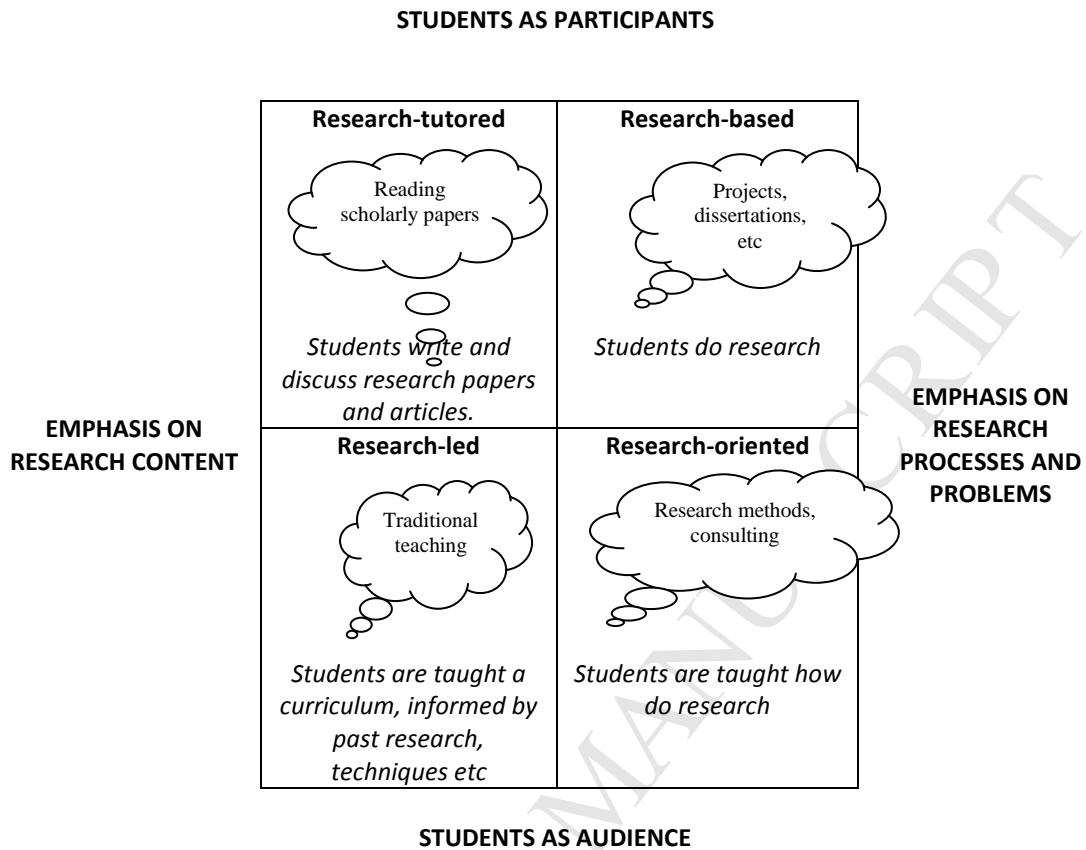 STUDENTS AS PARTICIPANTS
Research-tutored
Reading
scholarly papers
Students write and
discuss research papers
and articles.
Research-based
Projects,
dissertations,
etc
Students do research
EMPHASIS ON
RESEARCH CONTENT
EMPHASIS ON
RESEARCH
PROCESSES AND
PROBLEMS
Research-led
Traditional
teaching
Students are taught a
curriculum, informed by
past research,
techniques etc
Research-oriented
Research methods,
consulting
Students are taught how
do research
STUDENTS AS AUDIENCE
MANUSCRIPT